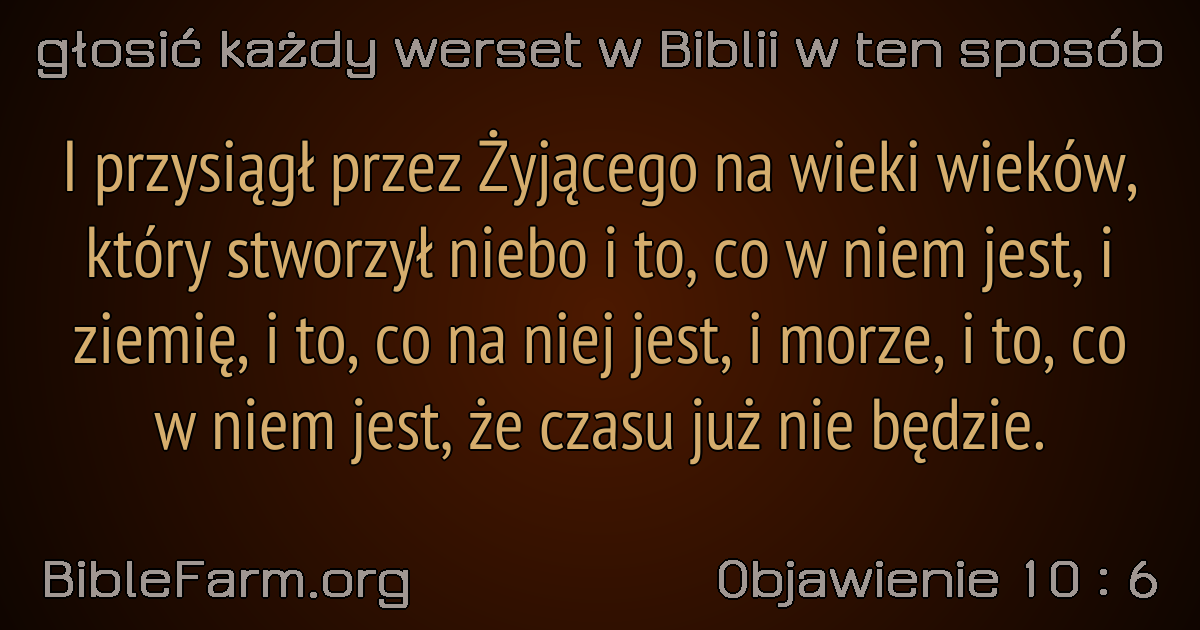 głosić każdy werset w Biblii w ten sposób
I przysiągł przez Żyjącego na wieki wieków,
który stworzył niebo i to, co w niem jest, i
ziemię, i to, co na niej jest, i morze, i to, co
w niem jest, że czasu już nie będzie.
BibleFarm.org
Objawienie 10 : 6